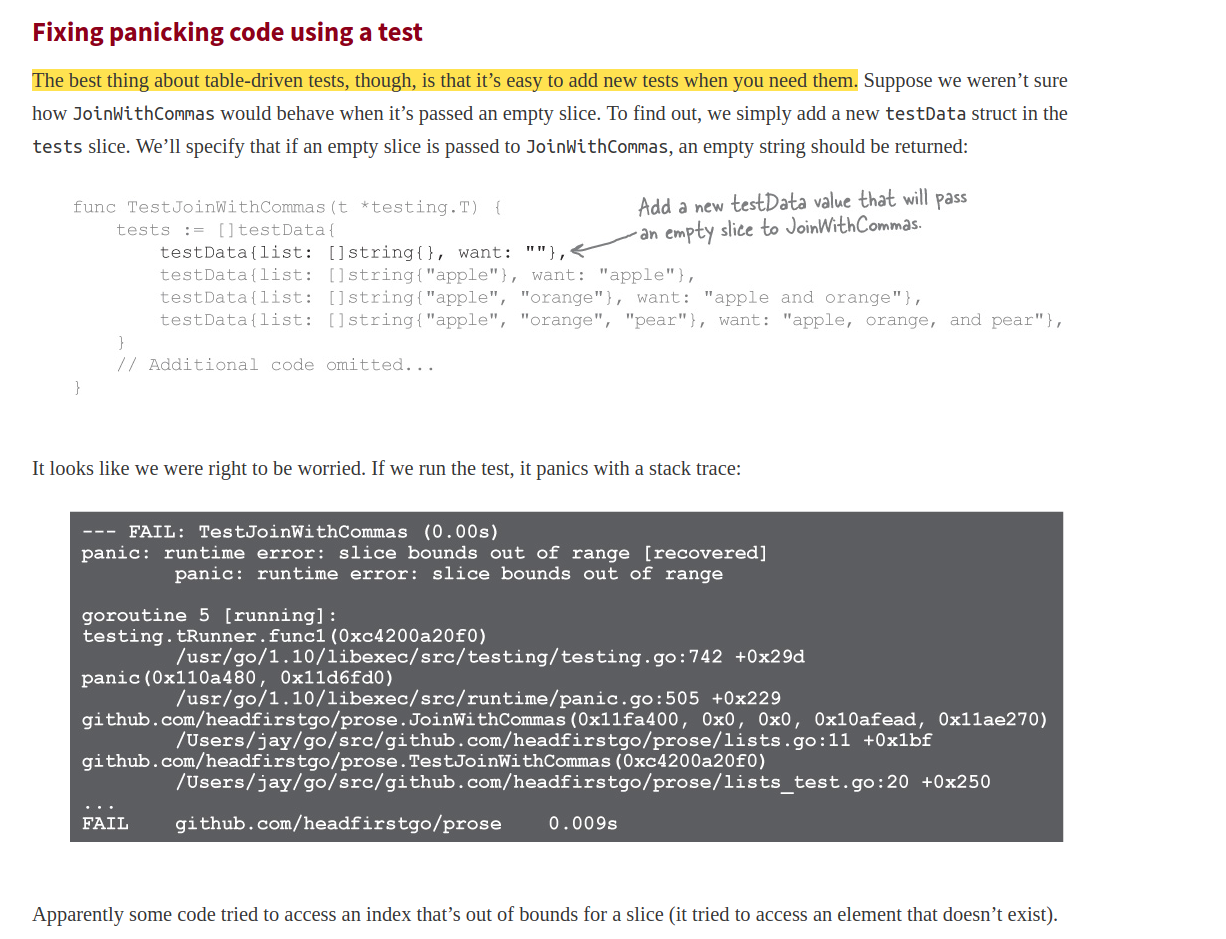 Fixing panicking code using a test
The best thing about table-driven tests, though, is that it’s easy to add new tests when you need them. Suppose we weren’t sure
how JoinWithCommas would behave when it’s passed an empty slice. To find out, we simply add a new testData struct in the
tests slice. We’ll specify that if an empty slice is passed to JoinWithCommas, an empty string should be returned:
Add a new testData value that will pass
an empty slice to JoinWithCommas.
func TestJoinWithCommas(t *testing.T) {
    tests := []testData{
        testData{list: []string{}, want: ""},
        testData{list: []string{"apple"}, want: "apple"},
        testData{list: []string{"apple", "orange"}, want: "apple and orange"},
        testData{list: []string{"apple", "orange", "pear"}, want: "apple, orange, and pear"},
    }
    // Additional code omitted...
}
It looks like we were right to be worried. If we run the test, it panics with a stack trace:
--- FAIL: TestJoinWithCommas (0.00s)
panic: runtime error: slice bounds out of range [recovered]
        panic: runtime error: slice bounds out of range
goroutine 5 [running]:
testing.tRunner.func1(0xc4200a20f0)
        /usr/go/1.10/libexec/src/testing/testing.go:742 +0x29d
panic(0x110a480, 0x11d6fd0)
        /usr/go/1.10/libexec/src/runtime/panic.go:505 +0x229
github.com/headfirstgo/prose.JoinWithCommas(0x11fa400, 0x0, 0x0, 0x10afead, 0x11ae270)
        /Users/jay/go/src/github.com/headfirstgo/prose/lists.go:11 +0x1bf
github.com/headfirstgo/prose.TestJoinWithCommas(0xc4200a20f0)
        /Users/jay/go/src/github.com/headfirstgo/prose/lists_test.go:20 +0x250
...
FAIL    github.com/headfirstgo/prose    0.009s
Apparently some code tried to access an index that’s out of bounds for a slice (it tried to access an element that doesn’t exist).